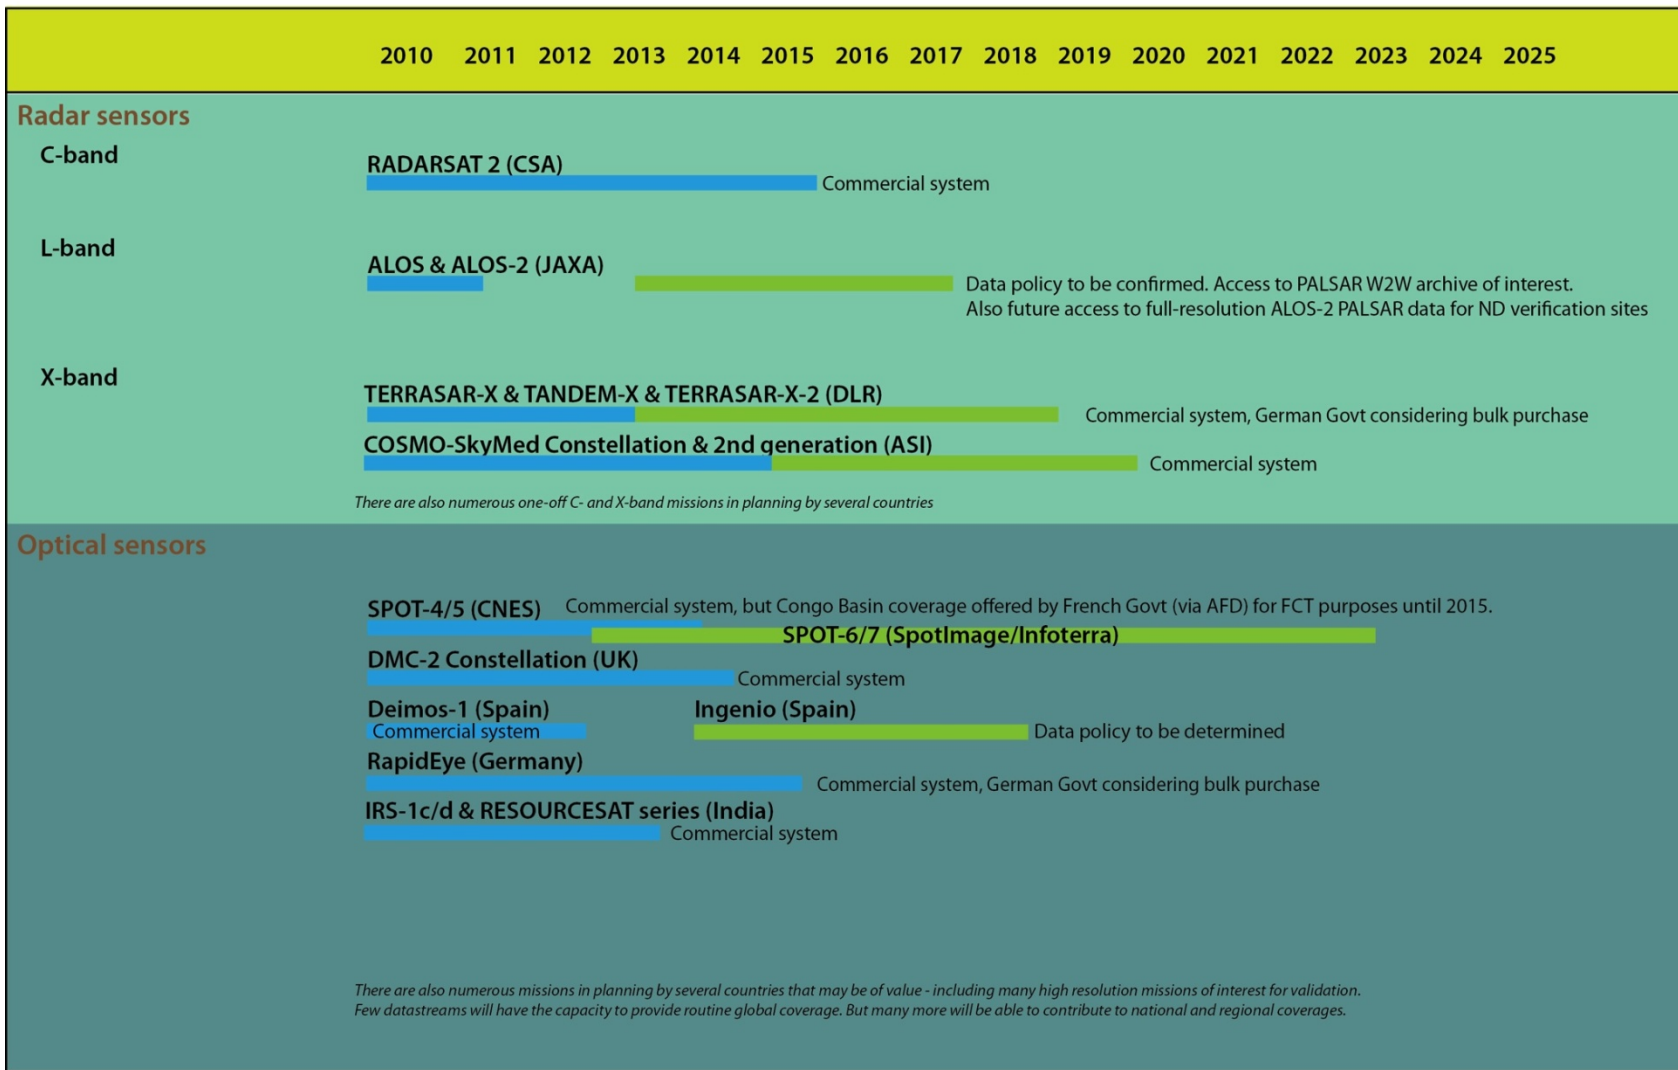 2010 2011 2012 2013 2014 2015 2016 2017 2018 2019 2020 2021 2022 2023 2024 2025
Radar sensors
C-band
RADARSAT 2 (CSA)
Commercial system
L-band
ALOS & ALOS-2 (JAXA)
Data policy to be confirmed. Access to PALSAR W2W archive of interest.
Also future access to full-resolution ALOS-2 PALSAR data for ND verification sites
X-band
TERRASAR-X & TANDEM-X & TERRASAR-X-2 (DLR)
Commercial system, German Govt considering bulk purchase
COSMO-SkyMed Constellation & 2nd generation (ASI)
Commercial system
There are also numerous one-off C- and X-band missions in planning by several countries
Optical sensors
SPOT-4/5 (CNES) Commercial system, but Congo Basin coverage offered by French Govt (via AFD) for FCT purposes until 2015.
SPOT-6/7 (SpotImage/Infoterra)
DMC-2 Constellation (UK)
Commercial system
Deimos-1 (Spain) Ingenio (Spain)
Commercial system Data policy to be determined
RapidEye (Germany)
Commercial system, German Govt considering bulk purchase
IRS-1c/d & RESOURCESAT series (India)
Commercial system
There are also numerous missions in planning by several countries that may be of value - including many high resolution missions of interest for validation.
Few datastreams will have the capacity to provide routine global coverage. But many more will be able to contribute to national and regional coverages.